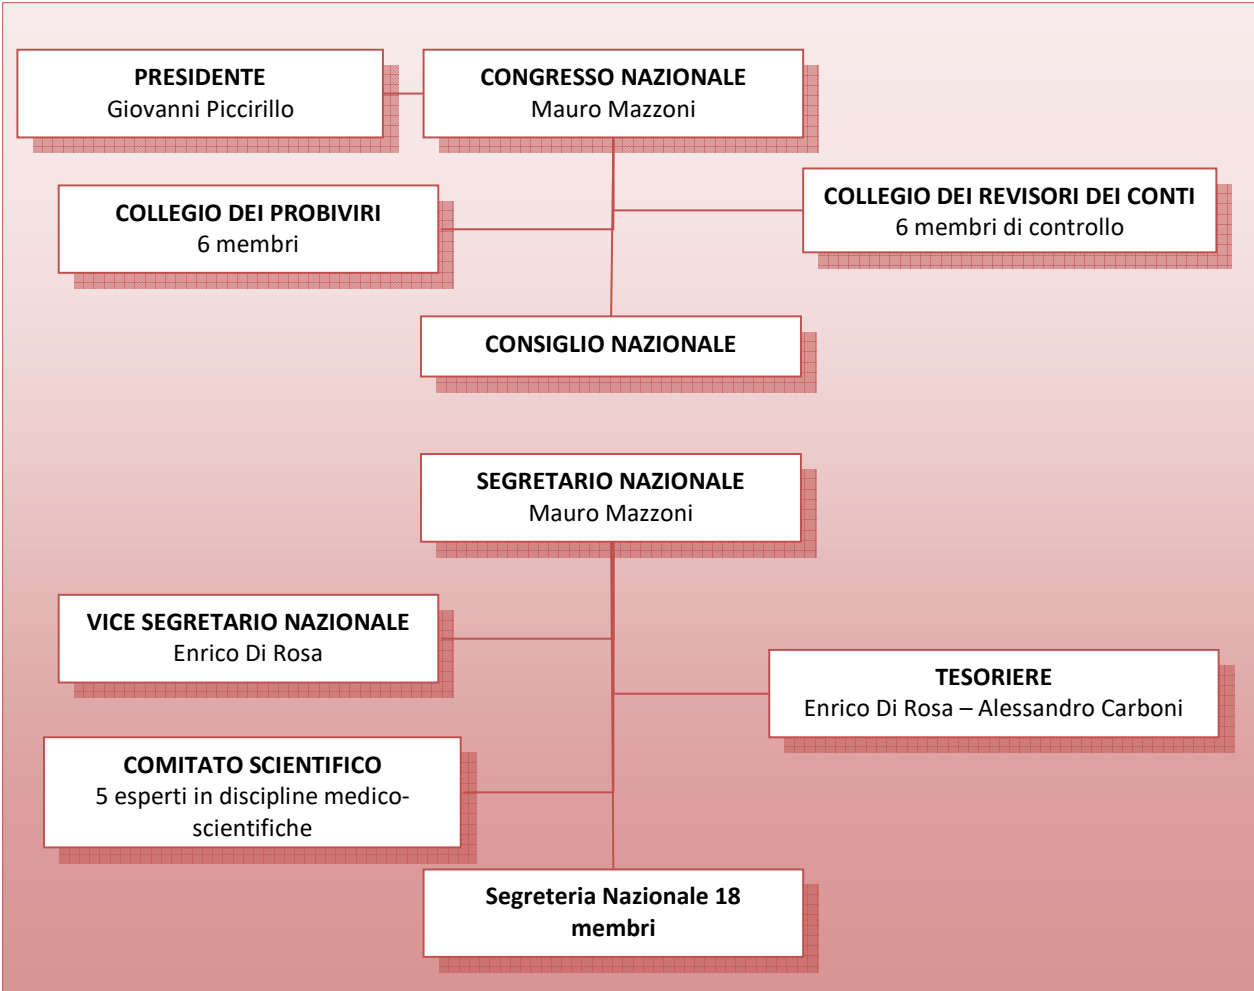 PRESIDENTE
Giovanni Piccirillo
CONGRESSO NAZIONALE
Mauro Mazzoni
COLLEGIO DEI PROBIVIRI
6 membri
COLLEGIO DEI REVISORI DEI CONTI
6 membri di controllo
CONSIGLIO NAZIONALE
SEGRETARIO NAZIONALE
Mauro Mazzoni
VICE SEGRETARIO NAZIONALE
Enrico Di Rosa
TESORIERE
Enrico Di Rosa – Alessandro Carboni
COMITATO SCIENTIFICO
5 esperti in discipline medico-
scientifiche
Segreteria Nazionale 18
membri